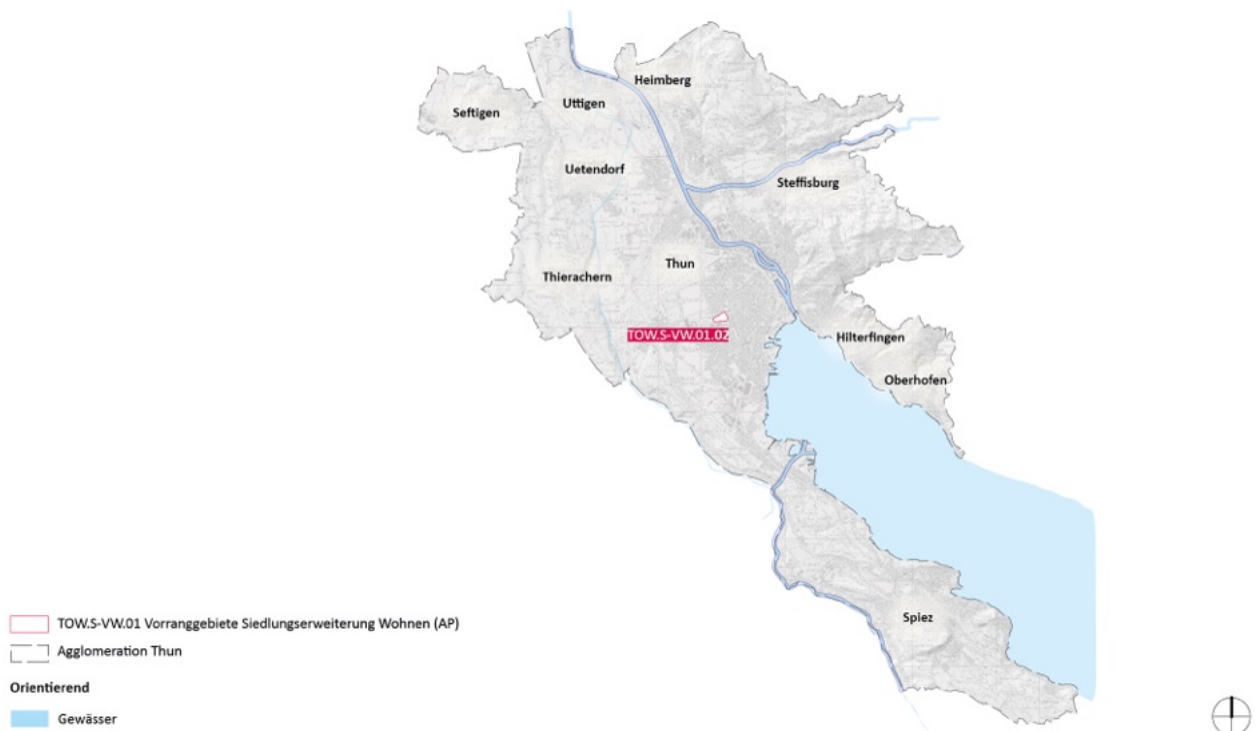 Heimberg
Uttigen
Seftigen
Uetendorf
Steffisburg
Thun
Thierachern
TOW.S-VW.01.02
Hilterfingen
Oberhofen
Spiez
TOW.S-VW.01 Vorranggebiete Siedlungserweiterung Wohnen (AP)
Agglomeration Thun
Orientierend
Gewässer